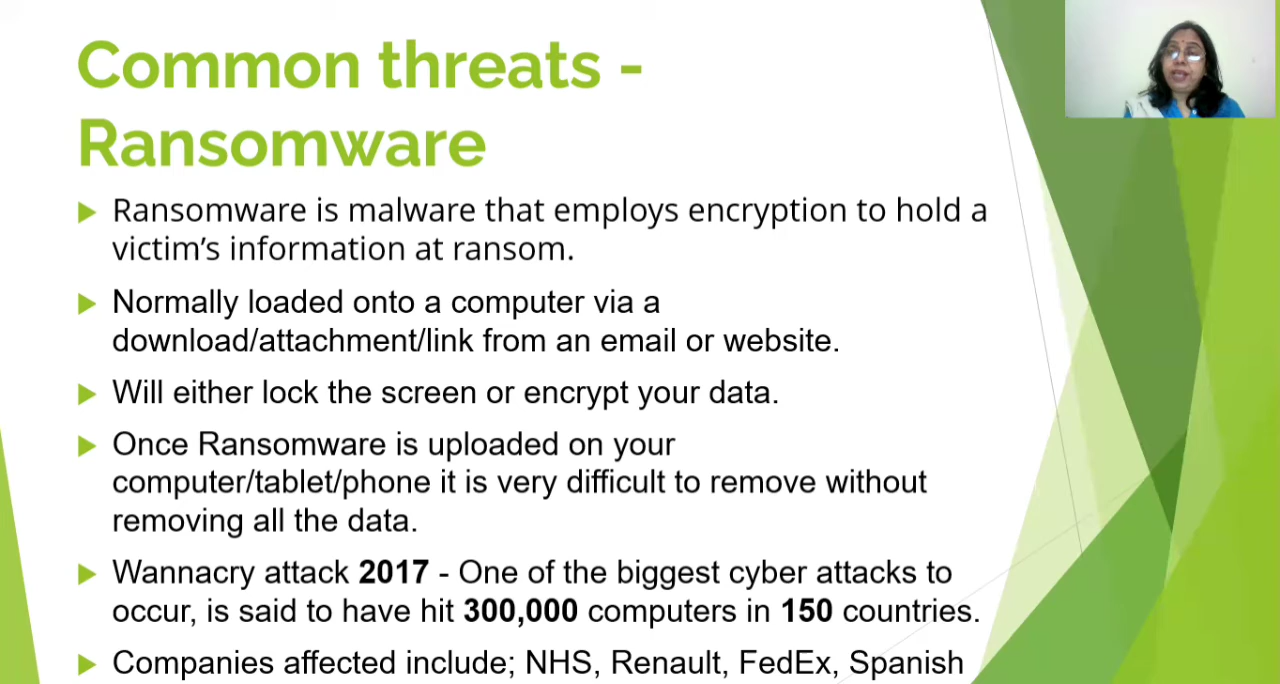 Common threats -
Ransomware
Ransomware is malware that employs encryption to hold a
victim’s information at ransom.
Normally loaded onto a computer via a
download/attachment/link from an email or website.
Will either lock the screen or encrypt your data.
Once Ransomware is uploaded on your
computer/tablet/phone it is very difficult to remove without
removing all the data.
Wannacry attack 2017 - One of the biggest cyber attacks to
occur, is said to have hit 300,000 computers in 150 countries.
Companies affected include; NHS, Renault, FedEx, Spanish